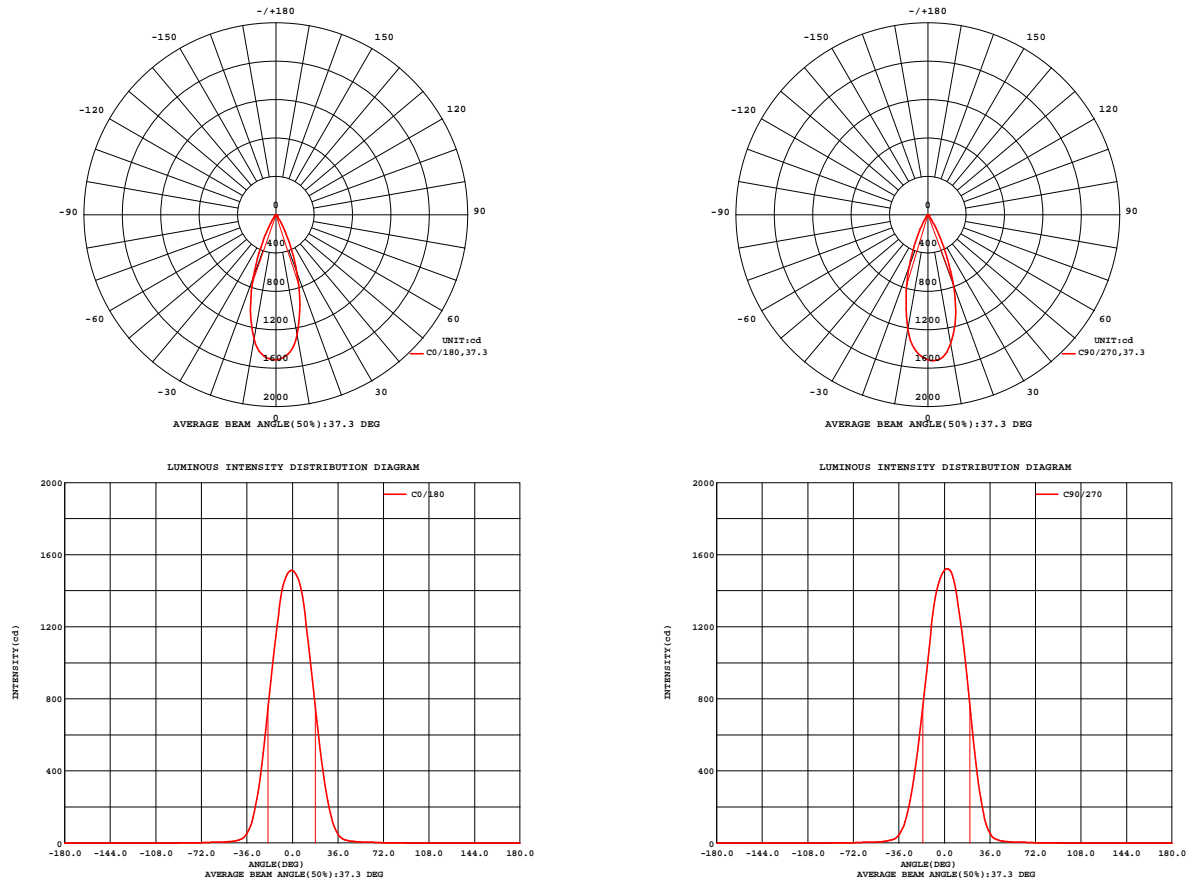 -/+180
-150
150
-120
120
-90
90
-60
60
-30
30
0
0
400
800
1200
1600
2000
UNIT:cd
C0/180,37.3
AVERAGE BEAM ANGLE(50%):37.3 DEG
-/+180
-150
150
-120
120
-90
90
-60
60
-30
30
0
0
400
800
1200
1600
2000
UNIT:cd
C90/270,37.3
AVERAGE BEAM ANGLE(50%):37.3 DEG
LUMINOUS INTENSITY DISTRIBUTION DIAGRAM
C0/180
2000
1600
1200
800
400
0
INTENSITY(cd)
-180.0 -144.0 -108.0 -72.0 -36.0 0.0 36.0 72.0 108.0 144.0 180.0
ANGLE(DEG)
AVERAGE BEAM ANGLE(50%):37.3 DEG
LUMINOUS INTENSITY DISTRIBUTION DIAGRAM
C90/270
2000
1600
1200
800
400
0
INTENSITY(cd)
-180.0 -144.0 -108.0 -72.0 -36.0 0.0 36.0 72.0 108.0 144.0 180.0
ANGLE(DEG)
AVERAGE BEAM ANGLE(50%):37.3 DEG